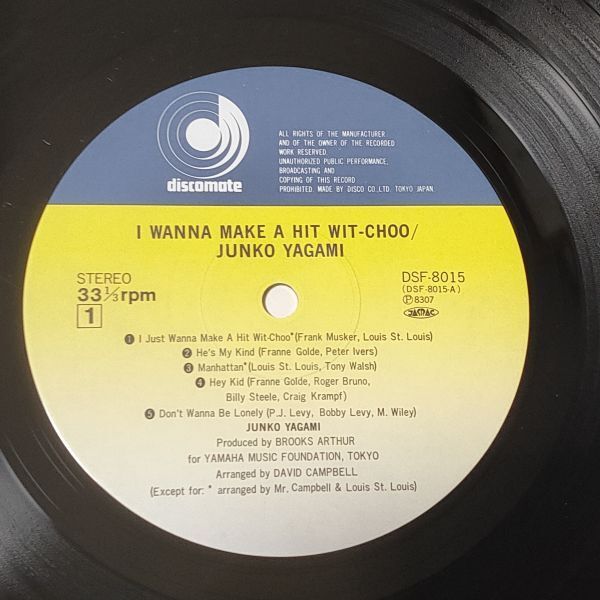 discomate
ALL RIGHTS OF THE MANUFACTURER
AND OF THE OWNER OF THE RECORDED
WORK RESERVED
UNAUTHORIZED PUBLIC PERFORMANCE,
BROADCASTING AND
COPYING OF THIS RECORD
PROHIBITED. MADE BY DISCO CO.,LTD. TOKYO JAPAN.
I WANNA MAKE A HIT WIT-CHOO/
JUNKO YAGAMI
STEREO
33 1/3 rpm
1
DSF-8015
(DSF-8015-A)
Ⓟ8307
JASRAC
❶ I Just Wanna Make A Hit Wit-Choo* (Frank Musker, Louis St. Louis)
❷ He's My Kind (Franne Golde, Peter Ivers)
❸ Manhattan* (Louis St. Louis, Tony Walsh)
❹ Hey Kid (Franne Golde, Roger Bruno,
Billy Steele, Craig Krampf)
❺ Don't Wanna Be Lonely (P.J. Levy, Bobby Levy, M. Wiley)
JUNKO YAGAMI
Produced by BROOKS ARTHUR
for YAMAHA MUSIC FOUNDATION, TOKYO
Arranged by DAVID CAMPBELL
(Except for: * arranged by Mr. Campbell & Louis St. Louis)